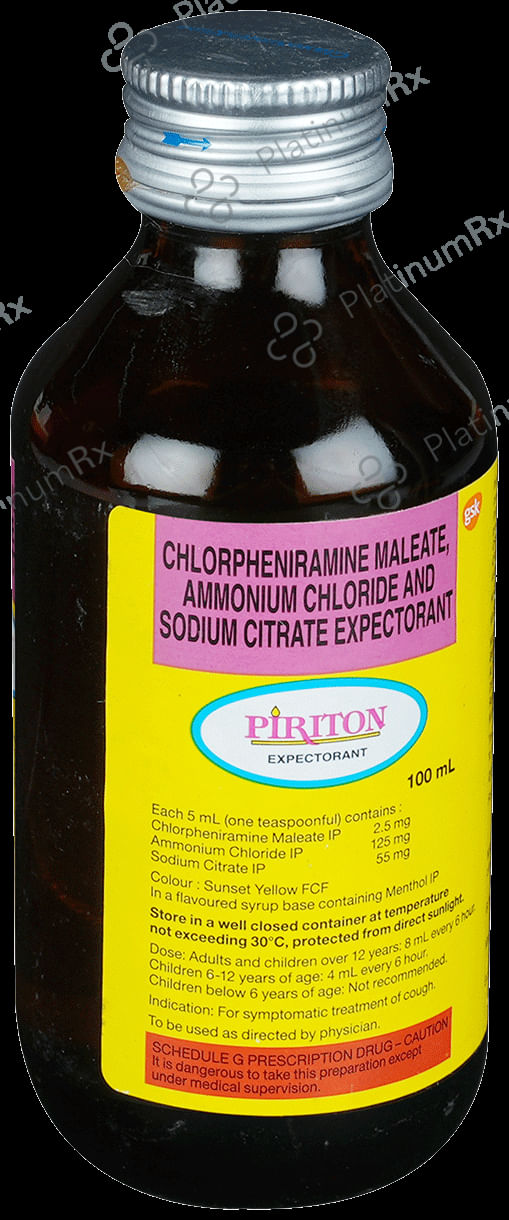 gsk
CHLORPHENIRAMINE MALEATE,
AMMONIUM CHLORIDE AND
SODIUM CITRATE EXPECTORANT
PIRITON
EXPECTORANT
100 mL
Each 5 mL (one teaspoonful) contains :
Chlorpheniramine Maleate IP 2.5 mg
Ammonium Chloride IP 125 mg
Sodium Citrate IP 55 mg
Colour : Sunset Yellow FCF
In a flavoured syrup base containing Menthol IP
Store in a well closed container at temperature
not exceeding 30°C, protected from direct sunlight.
Dose: Adults and children over 12 years: 8 mL every 6 hour.
Children 6-12 years of age: 4 mL every 6 hour.
Children below 6 years of age: Not recommended.
Indication: For symptomatic treatment of cough.
To be used as directed by physician.
SCHEDULE G PRESCRIPTION DRUG – CAUTION
It is dangerous to take this preparation except
under medical supervision.
PlatinumRx
PlatinumRx
PlatinumRx
PlatinumRx